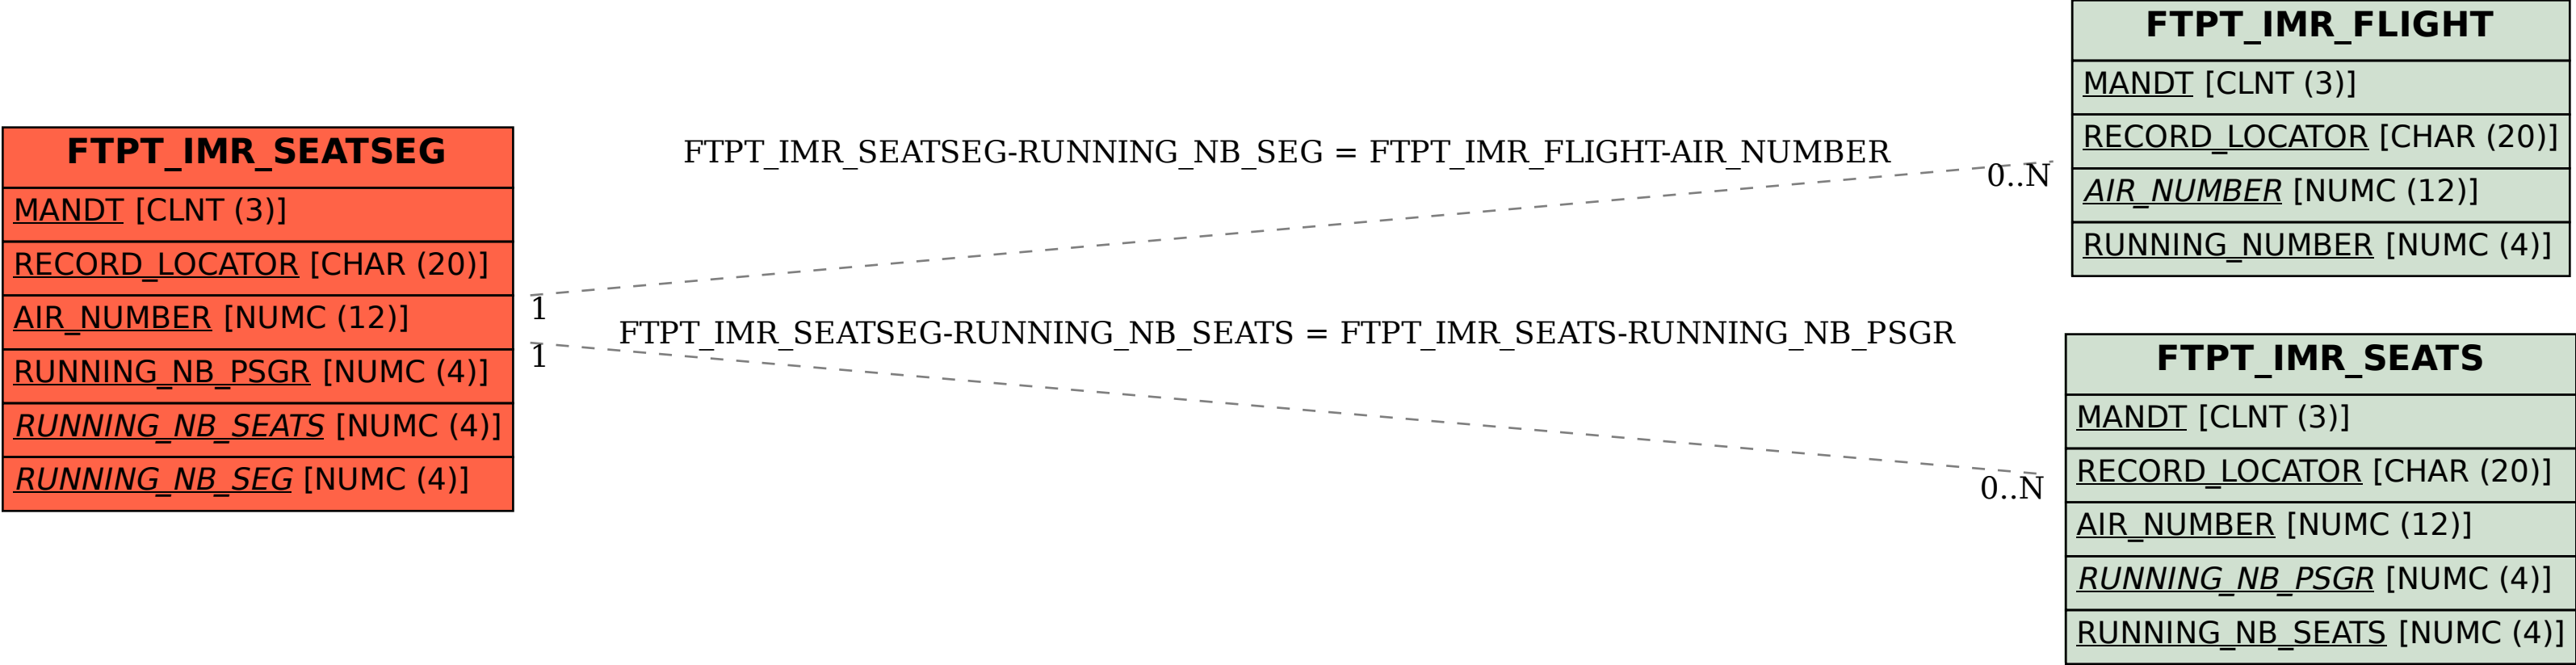 FTPT_IMR_SEATSEG
MANDT [CLNT (3)]
RECORD_LOCATOR [CHAR (20)]
AIR_NUMBER [NUMC (12)]
RUNNING_NB_PSGR [NUMC (4)]
RUNNING_NB_SEATS [NUMC (4)]
RUNNING_NB_SEG [NUMC (4)]
FTPT_IMR_SEATSEG-RUNNING_NB_SEG = FTPT_IMR_FLIGHT-AIR_NUMBER
0..N
1
FTPT_IMR_SEATSEG-RUNNING_NB_SEATS = FTPT_IMR_SEATS-RUNNING_NB_PSGR
1
0..N
FTPT_IMR_FLIGHT
MANDT [CLNT (3)]
RECORD_LOCATOR [CHAR (20)]
AIR_NUMBER [NUMC (12)]
RUNNING_NUMBER [NUMC (4)]
FTPT_IMR_SEATS
MANDT [CLNT (3)]
RECORD_LOCATOR [CHAR (20)]
AIR_NUMBER [NUMC (12)]
RUNNING_NB_PSGR [NUMC (4)]
RUNNING_NB_SEATS [NUMC (4)]